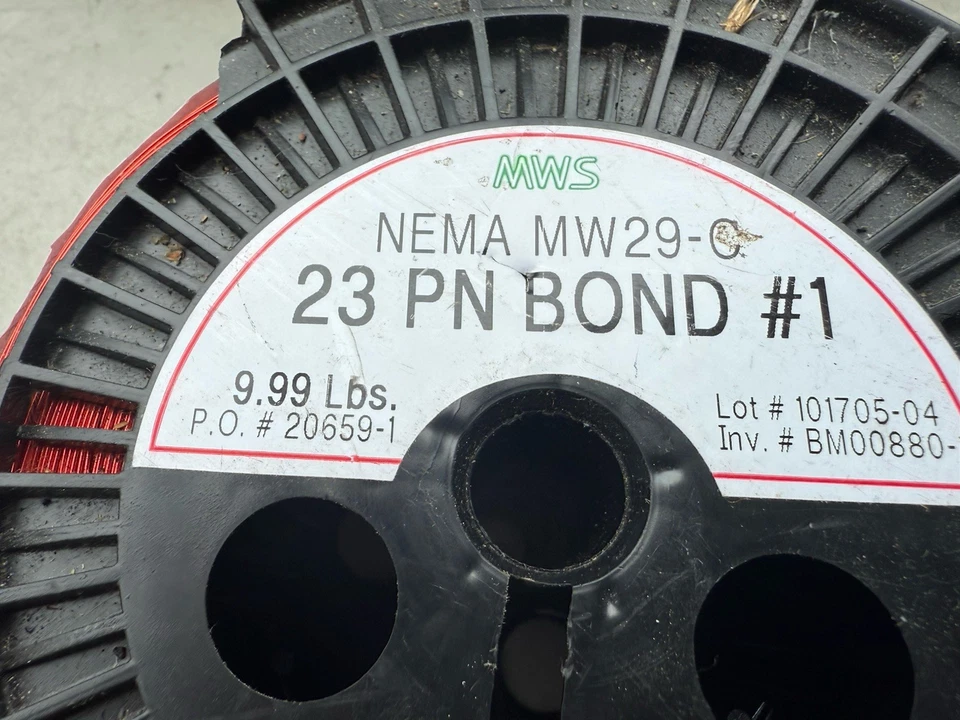 MWS
NEMA MW29-C
23 PN BOND #1
9.99 Lbs.
P.O. # 20659-1
Lot # 101705-04
Inv. # BM00880-